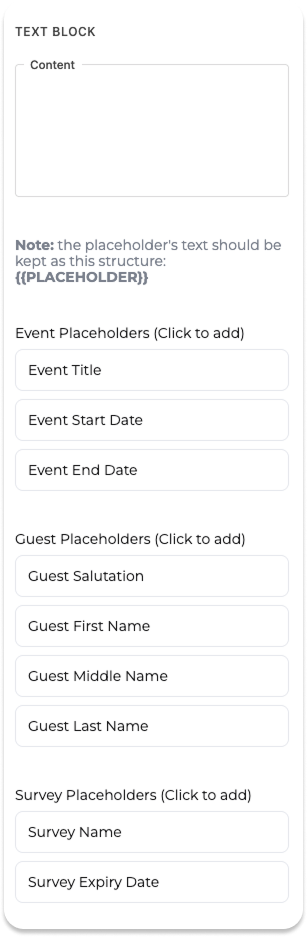 TEXT BLOCK
Content
Note: the placeholder's text should be
kept as this structure:
{{PLACEHOLDER}}
Event Placeholders (Click to add)
Event Title
Event Start Date
Event End Date
Guest Placeholders (Click to add)
Guest Salutation
Guest First Name
Guest Middle Name
Guest Last Name
Survey Placeholders (Click to add)
Survey Name
Survey Expiry Date